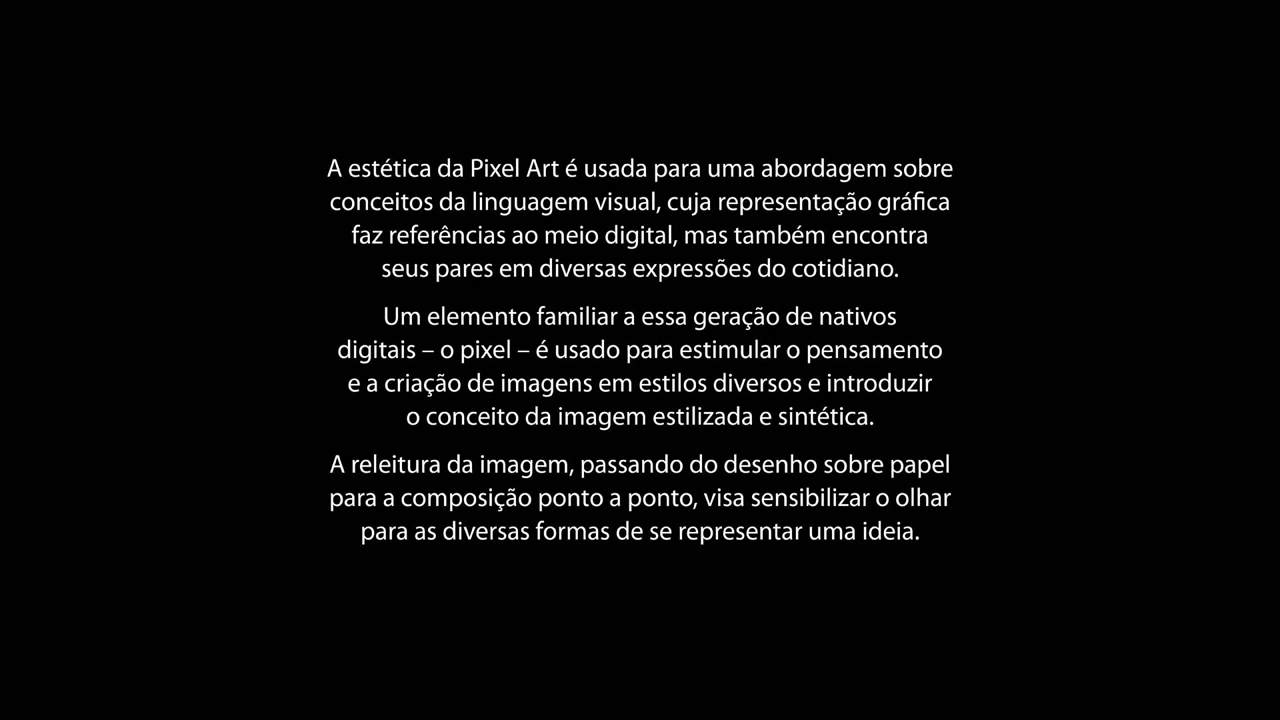 A estética da Pixel Art é usada para uma abordagem sobre
conceitos da linguagem visual, cuja representação gráfica
faz referências ao meio digital, mas também encontra
seus pares em diversas expressões do cotidiano.
Um elemento familiar a essa geração de nativos
digitais – o pixel – é usado para estimular o pensamento
e a criação de imagens em estilos diversos e introduzir
o conceito da imagem estilizada e sintética.
A releitura da imagem, passando do desenho sobre papel
para a composição ponto a ponto, visa sensibilizar o olhar
para as diversas formas de se representar uma ideia.